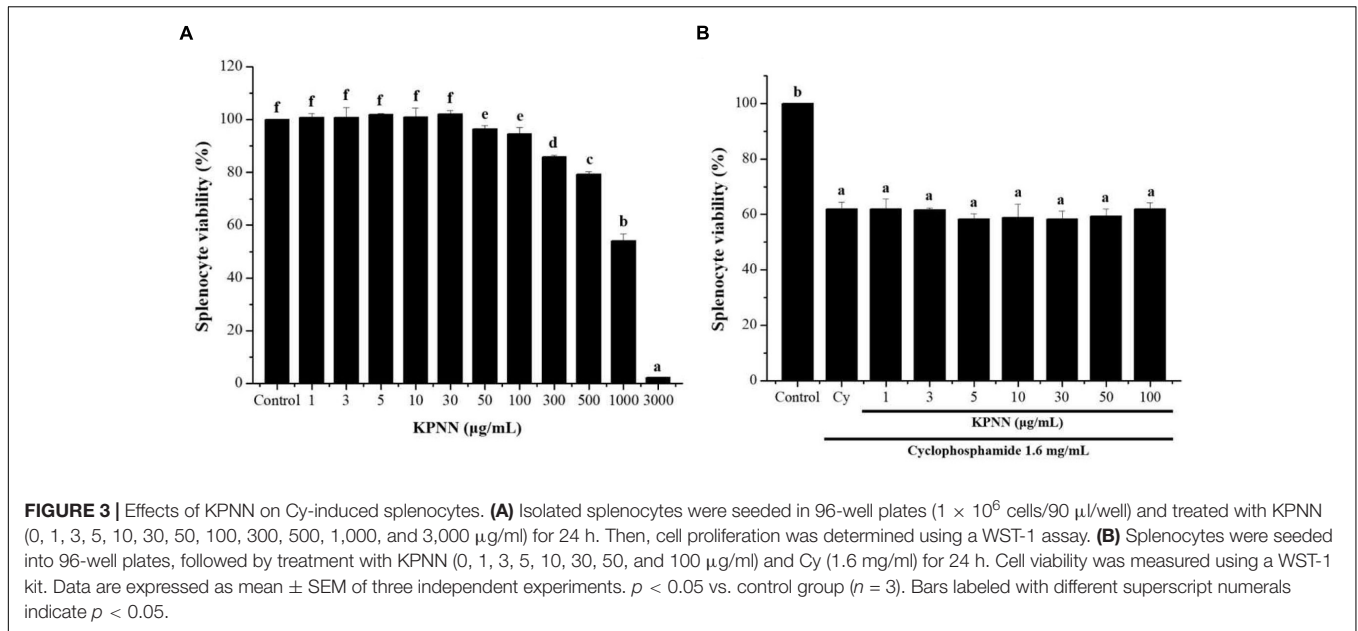 A
120
100
80
60
40
20
0
Splenocyte viability (%)
f f f f f f e e d c b a
Control 1 3 5 10 30 50 100 300 500 1000 3000
KPNN (µg/mL)
B
100
80
60
40
20
0
Splenocyte viability (%)
b a a a a a a a a
Control Cy 1 3 5 10 30 50 100
KPNN (µg/mL)
Cyclophosphamide 1.6 mg/mL
FIGURE 3 | Effects of KPNN on Cy-induced splenocytes. (A) Isolated splenocytes were seeded in 96-well plates (1 × 10⁶ cells/90 µl/well) and treated with KPNN
(0, 1, 3, 5, 10, 30, 50, 100, 300, 500, 1,000, and 3,000 µg/ml) for 24 h. Then, cell proliferation was determined using a WST-1 assay. (B) Splenocytes were seeded
into 96-well plates, followed by treatment with KPNN (0, 1, 3, 5, 10, 30, 50, and 100 µg/ml) and Cy (1.6 mg/ml) for 24 h. Cell viability was measured using a WST-1
kit. Data are expressed as mean ± SEM of three independent experiments. p < 0.05 vs. control group (n = 3). Bars labeled with different superscript numerals
indicate p < 0.05.